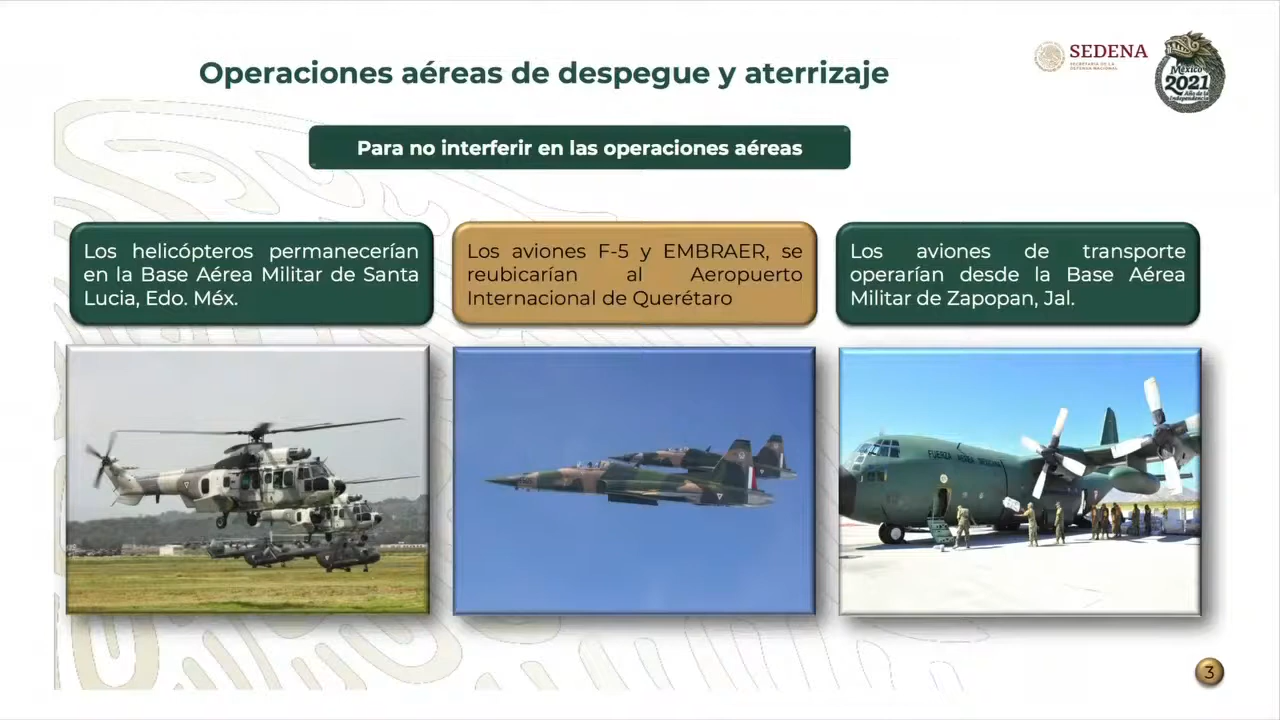 Operaciones aéreas de despegue y aterrizaje
SEDENA
SECRETARÍA DE LA
DEFENSA NACIONAL
México
2021
Año de la
Independencia
Para no interferir en las operaciones aéreas
Los helicópteros permanecerían
en la Base Aérea Militar de Santa
Lucia, Edo. Méx.
Los aviones F-5 y EMBRAER, se
reubicarían al Aeropuerto
Internacional de Querétaro
Los aviones de transporte
operarían desde la Base Aérea
Militar de Zapopan, Jal.
FUERZA AEREA MEXICANA
3